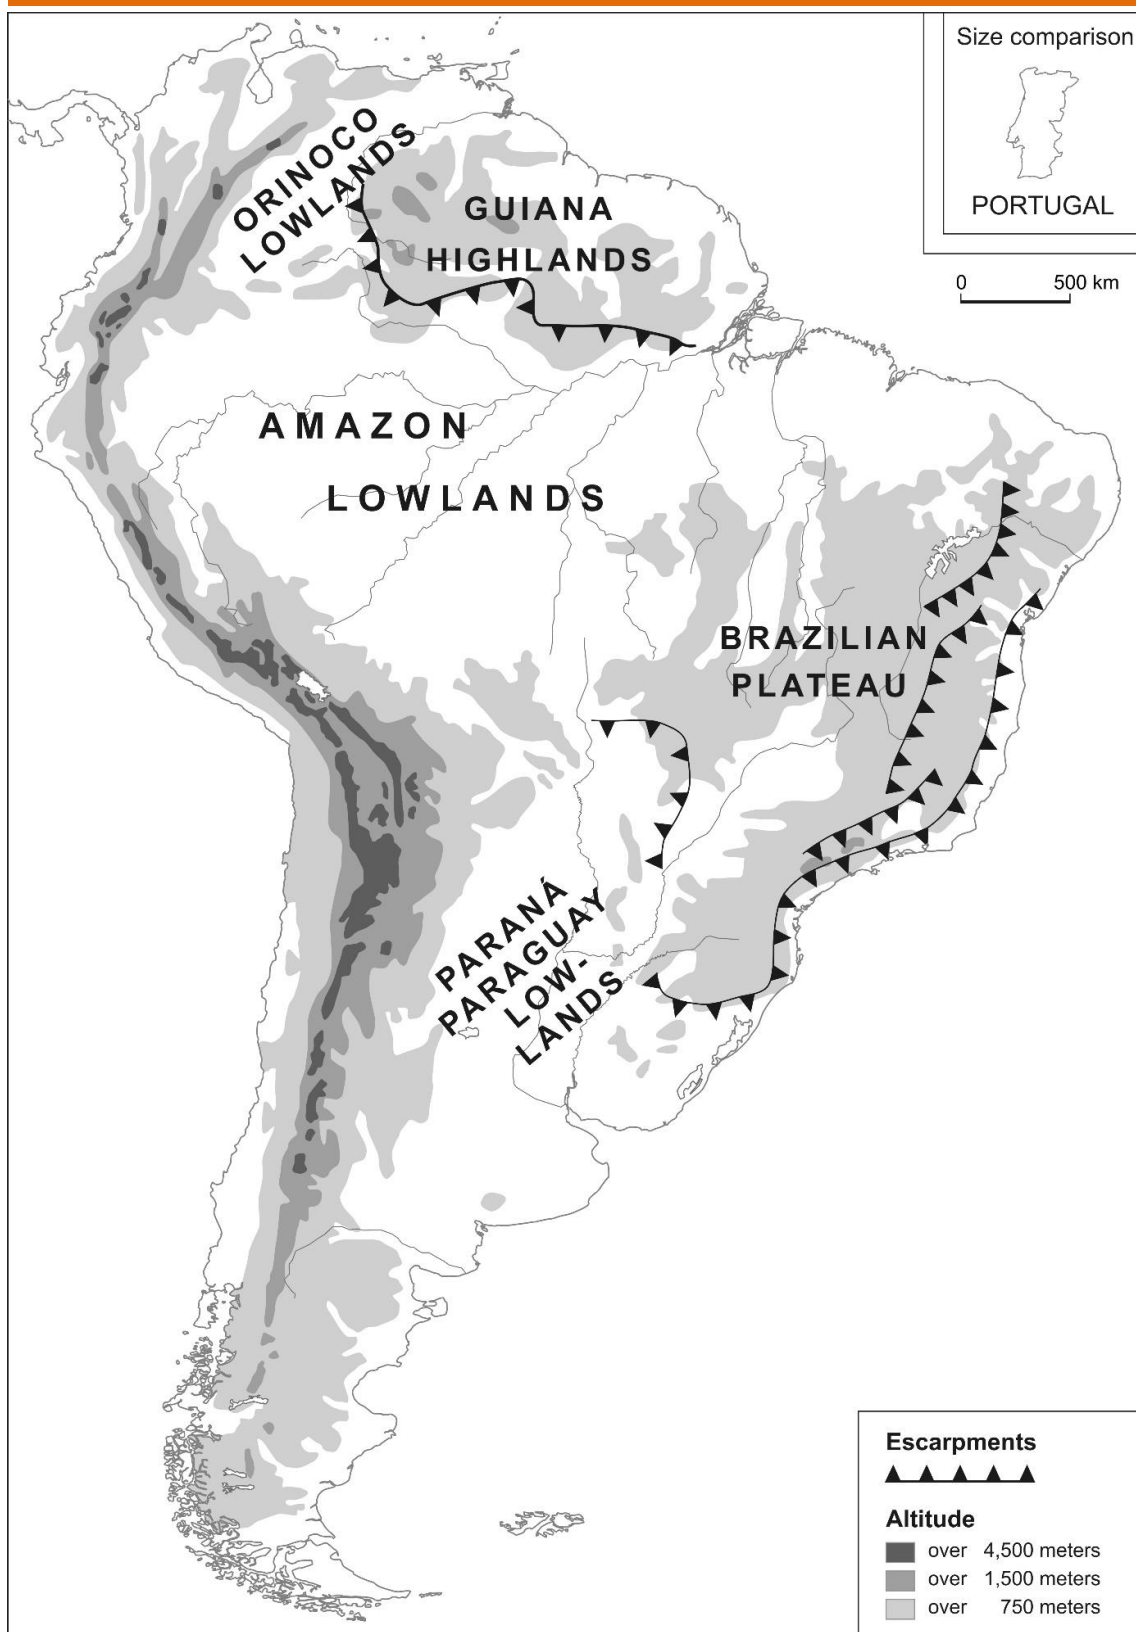 Size comparison
PORTUGAL
0 500 km
ORINOCO
LOWLANDS
GUIANA
HIGHLANDS
AMAZON
LOWLANDS
BRAZILIAN
PLATEAU
PARANÁ
PARAGUAY
LOW-
LANDS
Escarpments
Altitude
over 4,500 meters
over 1,500 meters
over 750 meters